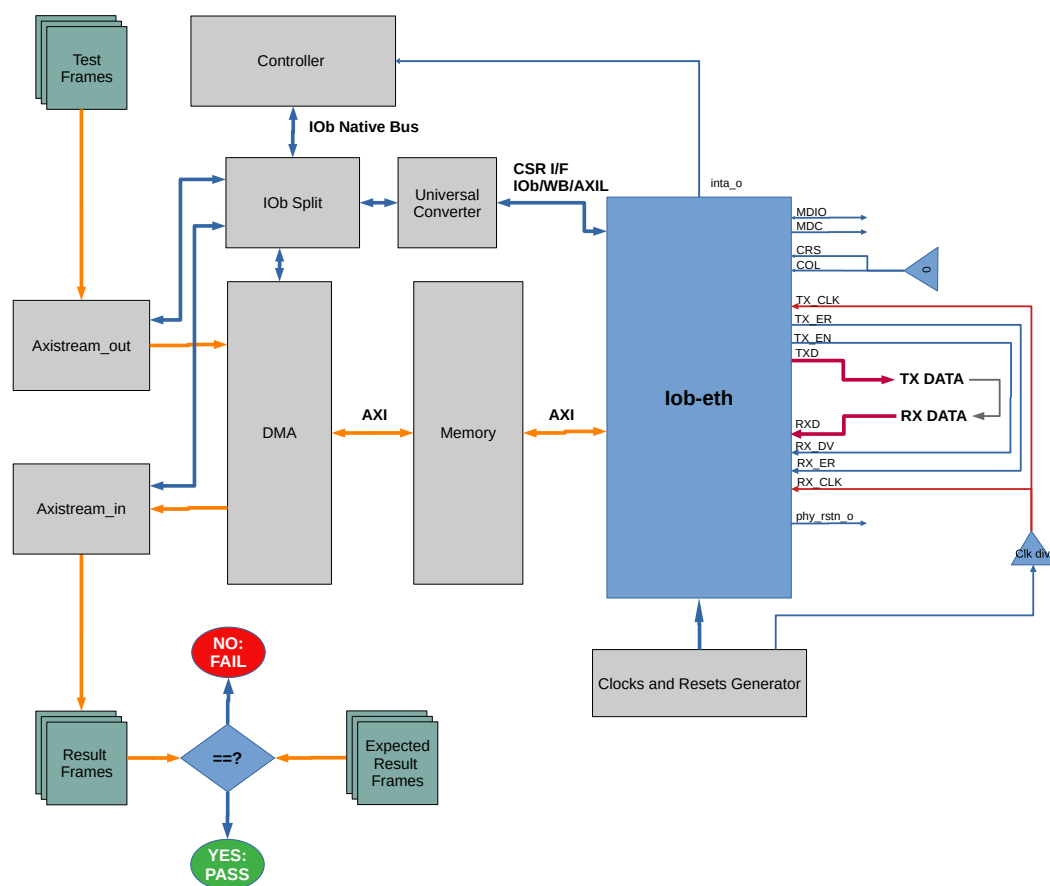 Test
Frames
Controller
IOb Native Bus
IOb Split
Universal
Converter
CSR I/F
IOb/WB/AXIL
inta_o
MDIO
MDC
CRS
COL
0
Axistream_out
TX_CLK
TX_ER
TX_EN
TXD
TX DATA
Iob-eth
DMA
AXI
Memory
AXI
RX DATA
RXD
RX_DV
RX_ER
RX_CLK
Axistream_in
phy_rstn_o
Clk div
NO:
FAIL
Clocks and Resets Generator
Result
Frames
==?
Expected
Result
Frames
YES:
PASS